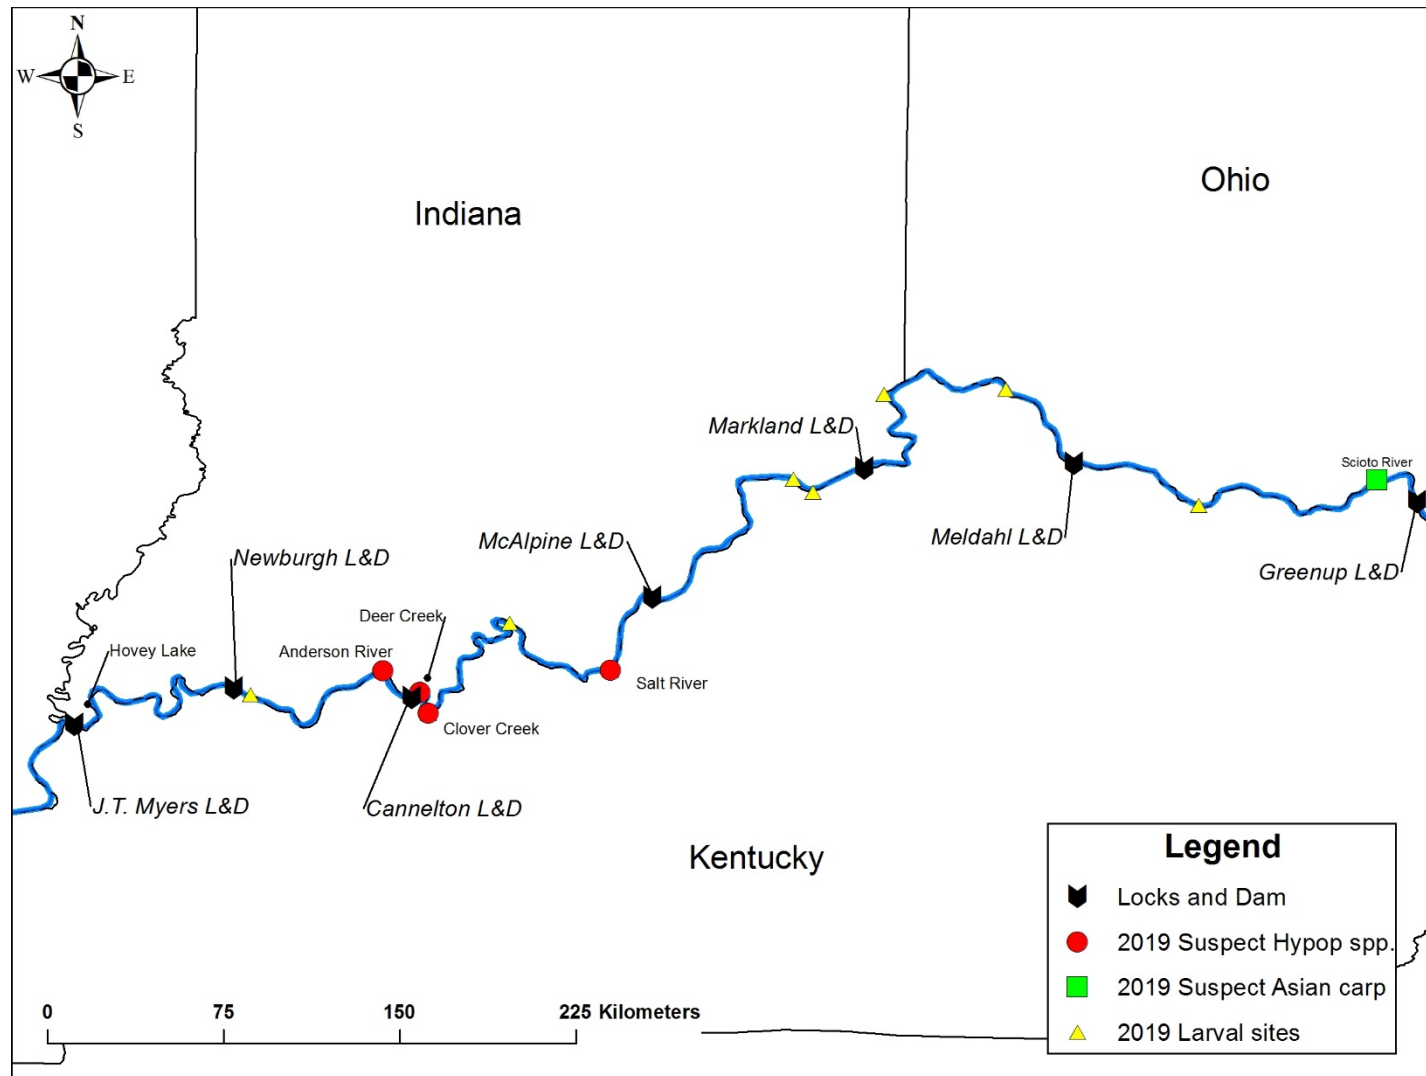 N
W E
S
Ohio
Indiana
Markland L&D
Scioto River
Meldahl L&D
McAlpine L&D
Newburgh L&D
Greenup L&D
Deer Creek
Hovey Lake
Anderson River
Salt River
Clover Creek
J.T. Myers L&D
Cannelton L&D
Kentucky
Legend
Locks and Dam
2019 Suspect Hypop spp.
2019 Suspect Asian carp
2019 Larval sites
0 75 150 225 Kilometers